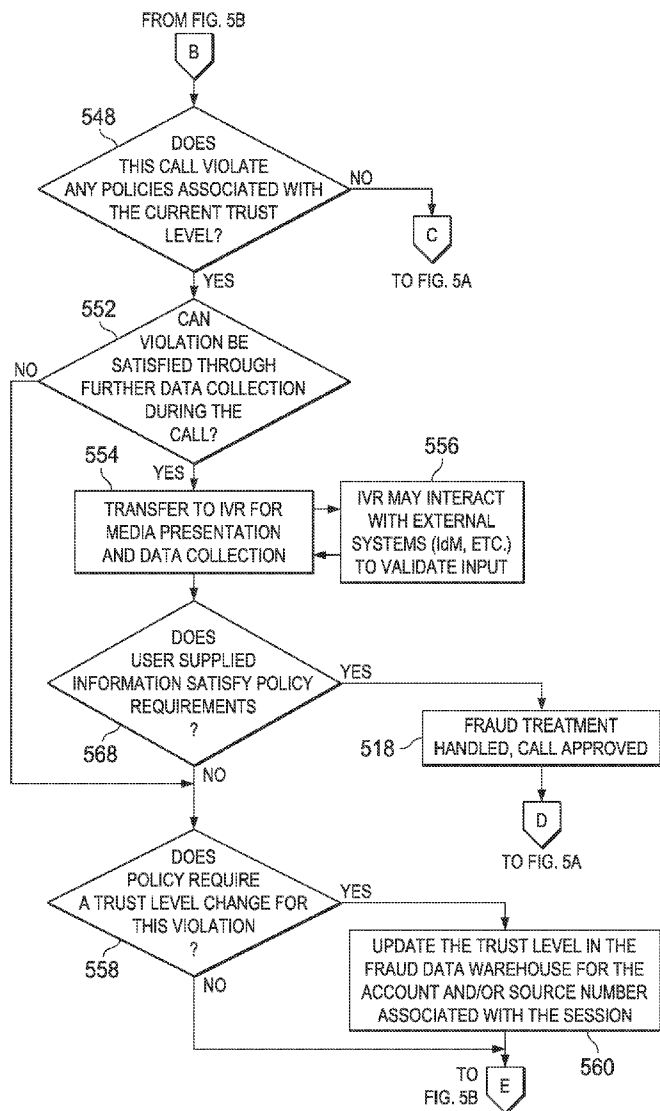 FROM FIG. 5B
B
548
DOES
THIS CALL VIOLATE
ANY POLICIES ASSOCIATED WITH
THE CURRENT TRUST
LEVEL?
NO
C
TO FIG. 5A
YES
552
CAN
VIOLATION BE
SATISFIED THROUGH
FURTHER DATA COLLECTION
DURING THE
CALL?
NO
YES
554
TRANSFER TO IVR FOR
MEDIA PRESENTATION
AND DATA COLLECTION
556
IVR MAY INTERACT
WITH EXTERNAL
SYSTEMS (IdM, ETC.)
TO VALIDATE INPUT
DOES
USER SUPPLIED
INFORMATION SATISFY POLICY
REQUIREMENTS
?
568
YES
NO
518
FRAUD TREATMENT
HANDLED, CALL APPROVED
D
TO FIG. 5A
DOES
POLICY REQUIRE
A TRUST LEVEL CHANGE FOR
THIS VIOLATION
?
558
YES
NO
UPDATE THE TRUST LEVEL IN THE
FRAUD DATA WAREHOUSE FOR THE
ACCOUNT AND/OR SOURCE NUMBER
ASSOCIATED WITH THE SESSION
560
TO
FIG. 5B
E